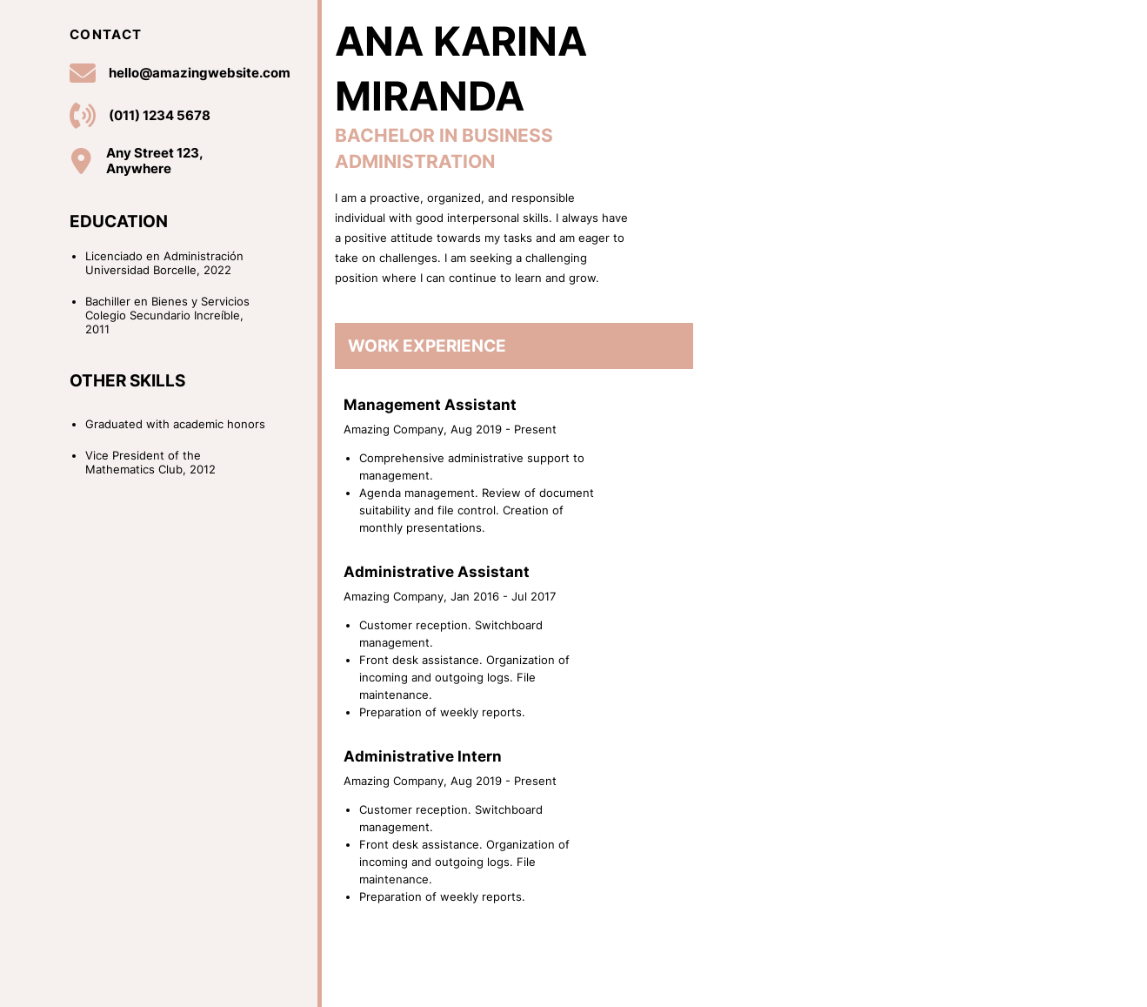 CONTACT
hello@amazingwebsite.com
(011) 1234 5678
Any Street 123,
Anywhere
EDUCATION
• Licenciado en Administración
Universidad Borcelle, 2022
• Bachiller en Bienes y Servicios
Colegio Secundario Increíble,
2011
OTHER SKILLS
• Graduated with academic honors
• Vice President of the
Mathematics Club, 2012
ANA KARINA
MIRANDA
BACHELOR IN BUSINESS
ADMINISTRATION
I am a proactive, organized, and responsible
individual with good interpersonal skills. I always have
a positive attitude towards my tasks and am eager to
take on challenges. I am seeking a challenging
position where I can continue to learn and grow.
WORK EXPERIENCE
Management Assistant
Amazing Company, Aug 2019 - Present
• Comprehensive administrative support to
management.
• Agenda management. Review of document
suitability and file control. Creation of
monthly presentations.
Administrative Assistant
Amazing Company, Jan 2016 - Jul 2017
• Customer reception. Switchboard
management.
• Front desk assistance. Organization of
incoming and outgoing logs. File
maintenance.
• Preparation of weekly reports.
Administrative Intern
Amazing Company, Aug 2019 - Present
• Customer reception. Switchboard
management.
• Front desk assistance. Organization of
incoming and outgoing logs. File
maintenance.
• Preparation of weekly reports.